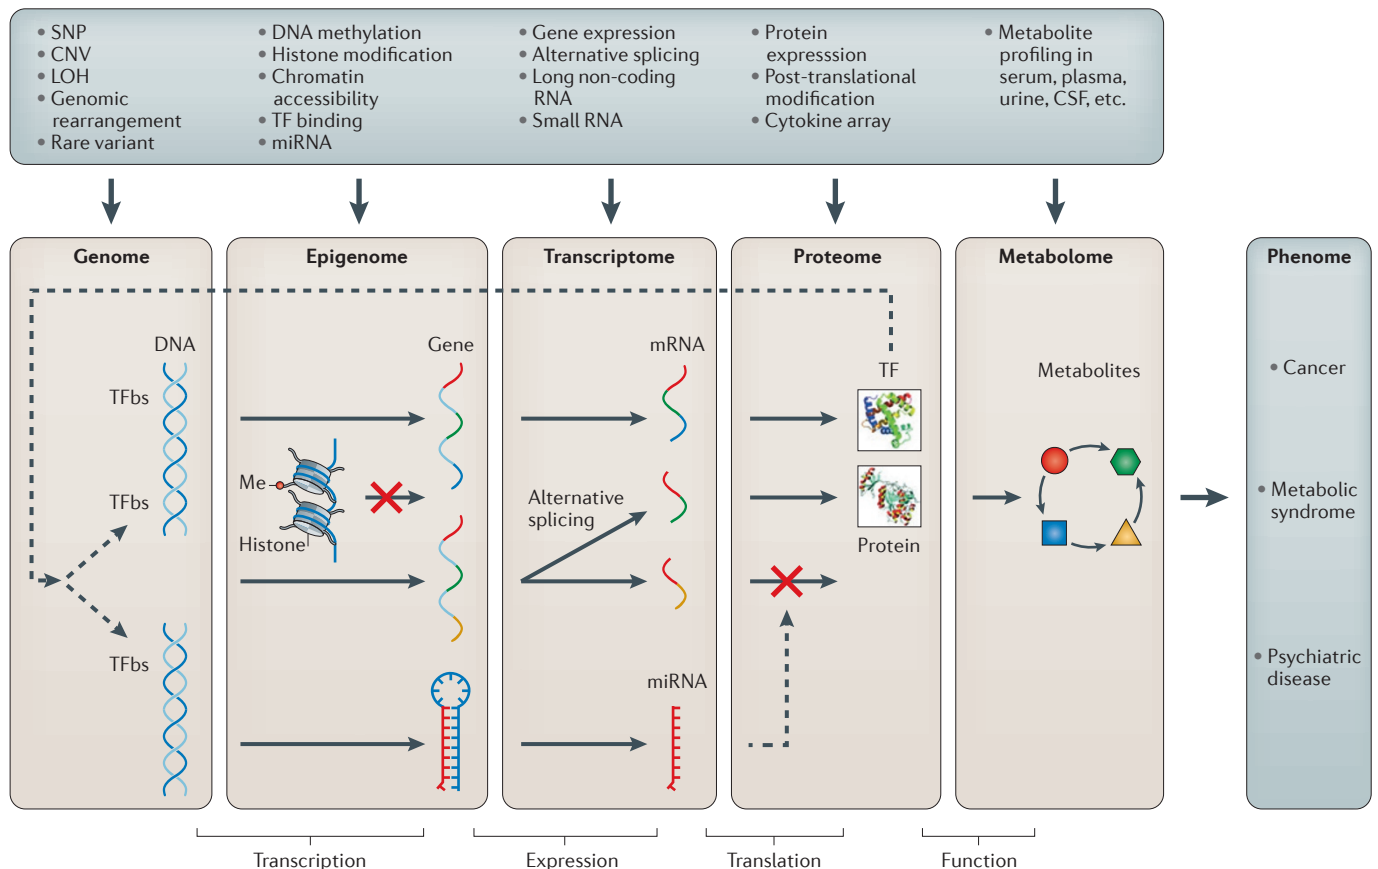 • SNP
• CNV
• LOH
• Genomic
rearrangement
• Rare variant
• DNA methylation
• Histone modification
• Chromatin
accessibility
• TF binding
• miRNA
• Gene expression
• Alternative splicing
• Long non-coding
RNA
• Small RNA
• Protein
expresssion
• Post-translational
modification
• Cytokine array
• Metabolite
profiling in
serum, plasma,
urine, CSF, etc.
Genome
DNA
TFbs
TFbs
TFbs
Epigenome
Gene
Me
Histone
Transcriptome
mRNA
Alternative
splicing
miRNA
Proteome
TF
Protein
Metabolome
Metabolites
Phenome
• Cancer
• Metabolic
syndrome
• Psychiatric
disease
Transcription
Expression
Translation
Function